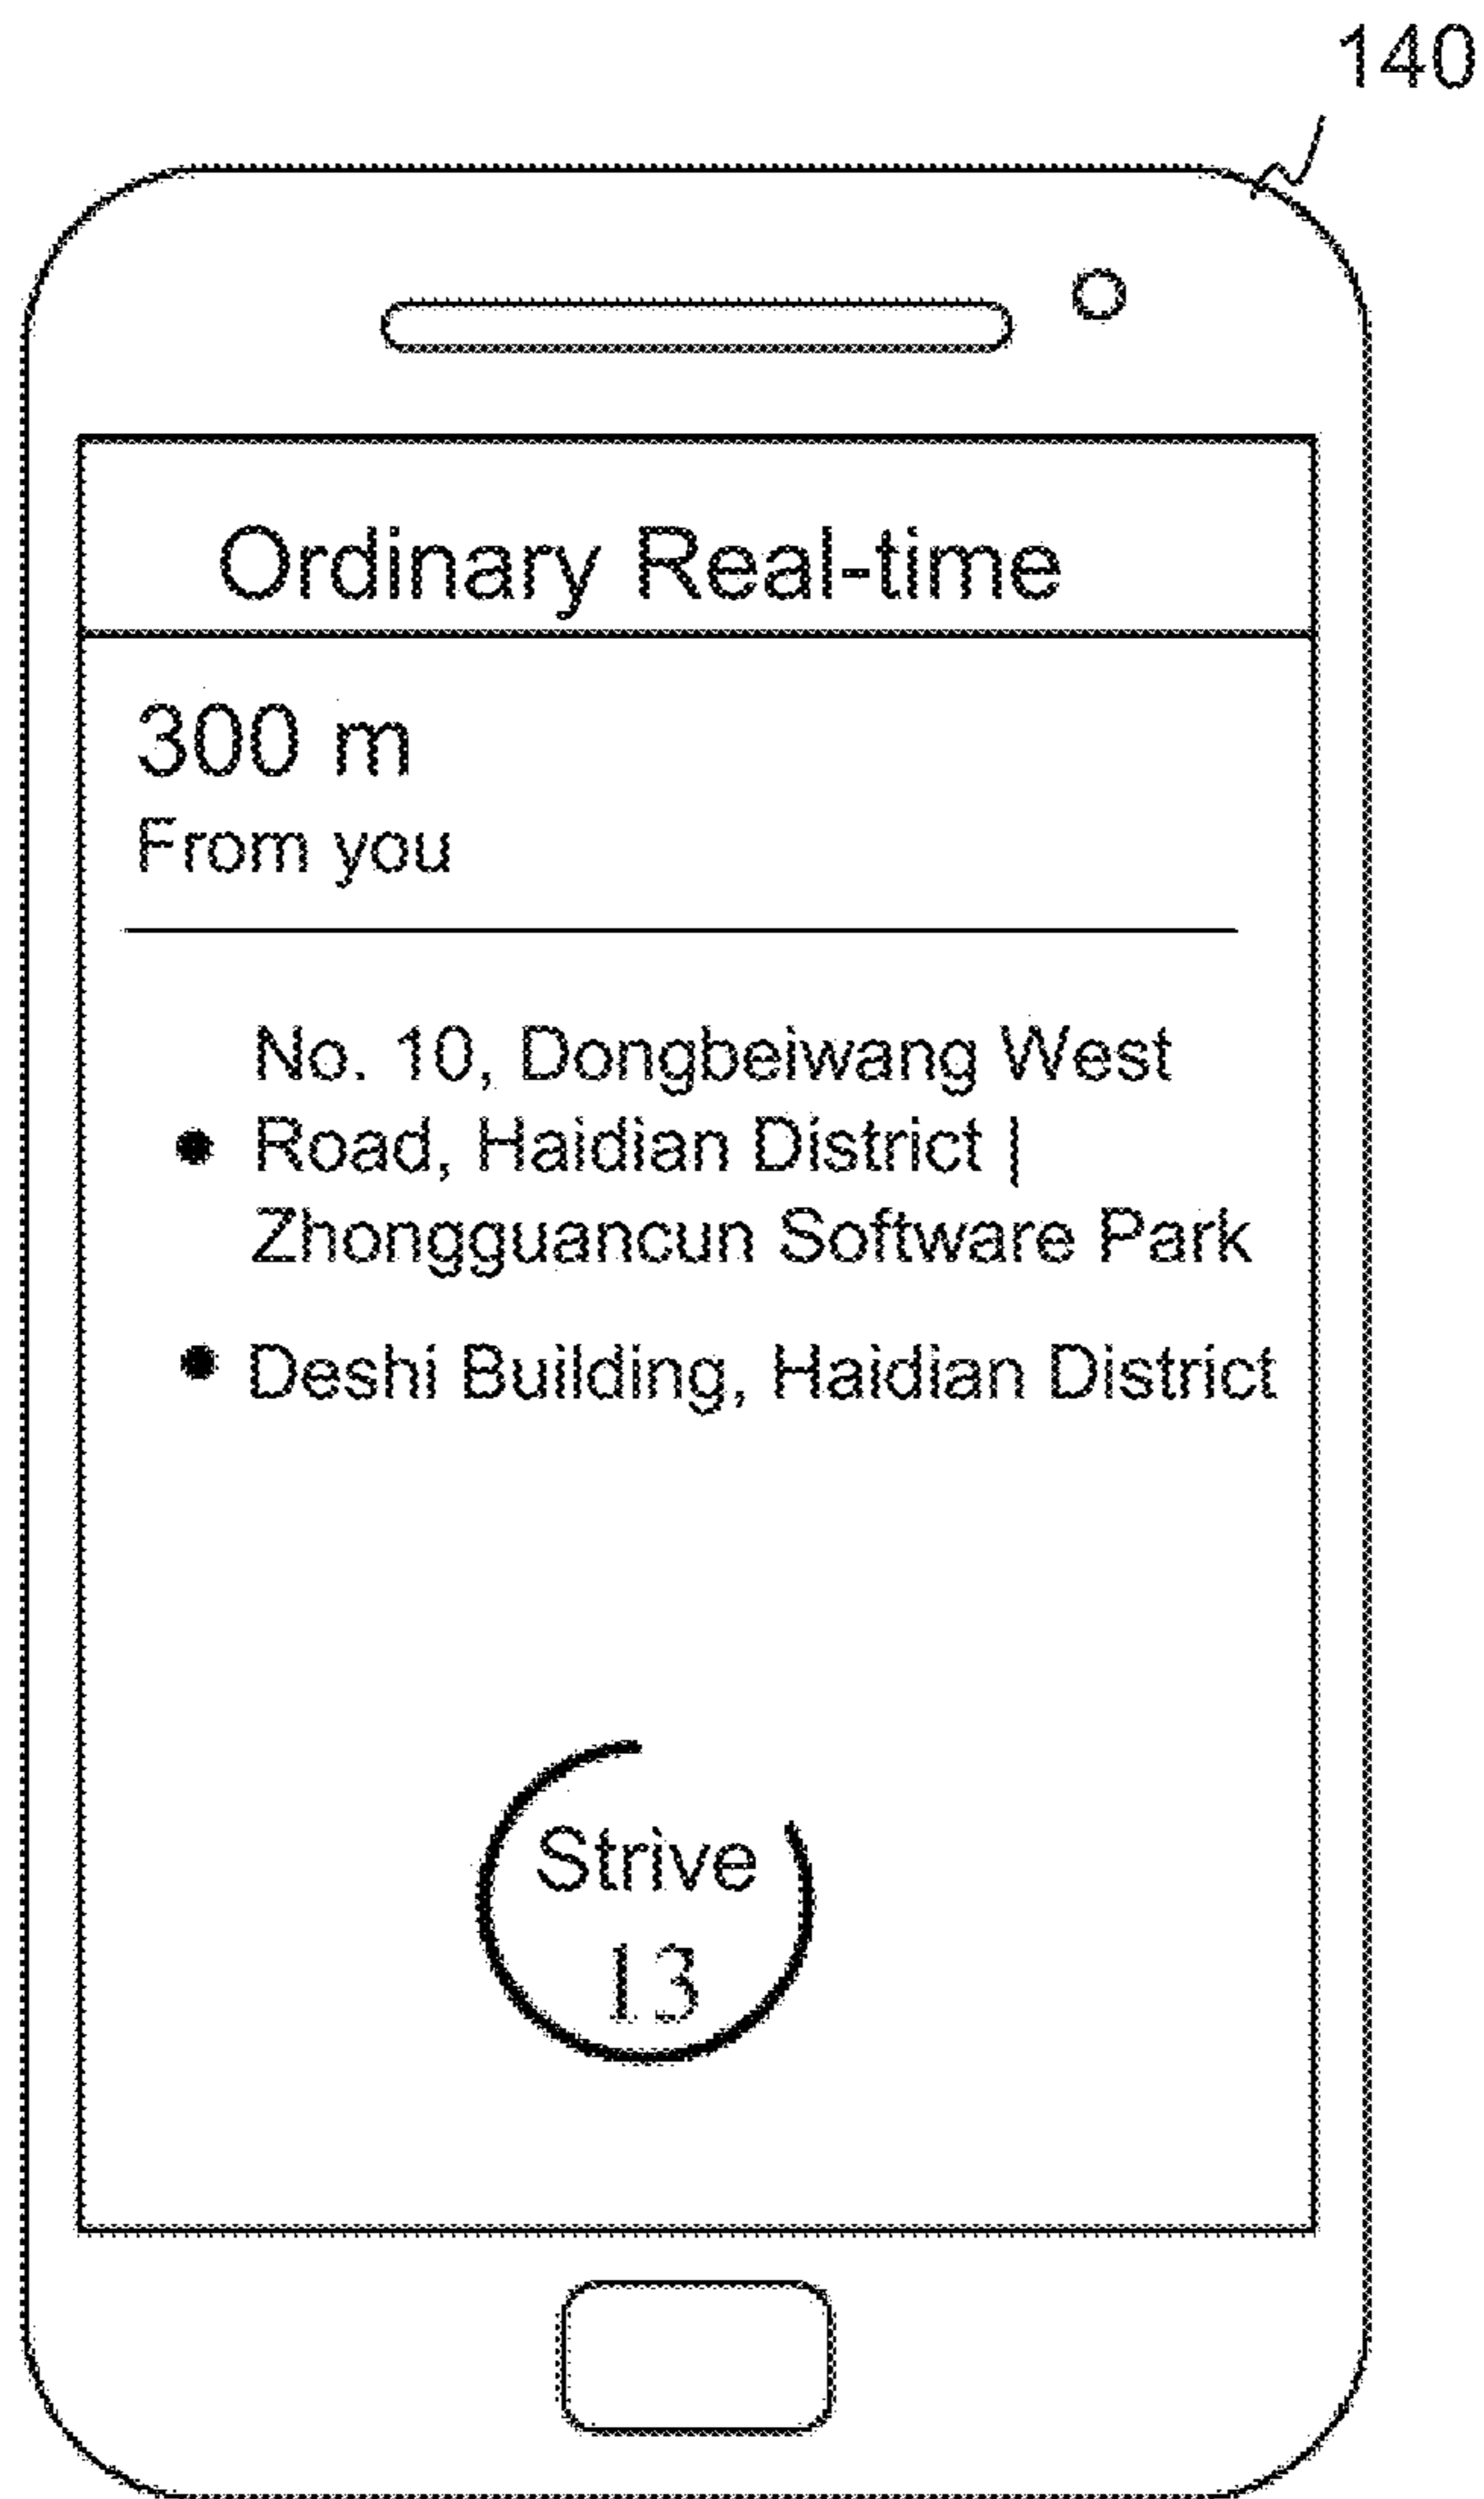 140
Ordinary Real-time
300 m
From you
No. 10, Dongbeiwang West
Road, Haidian District |
Zhongguancun Software Park
Deshi Building, Haidian District
Strive
13